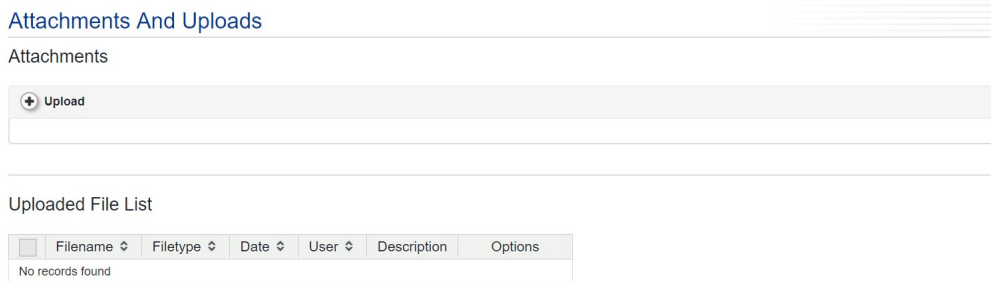 Attachments And Uploads
Attachments
Upload
Uploaded File List
Filename Filetype Date User Description Options
No records found